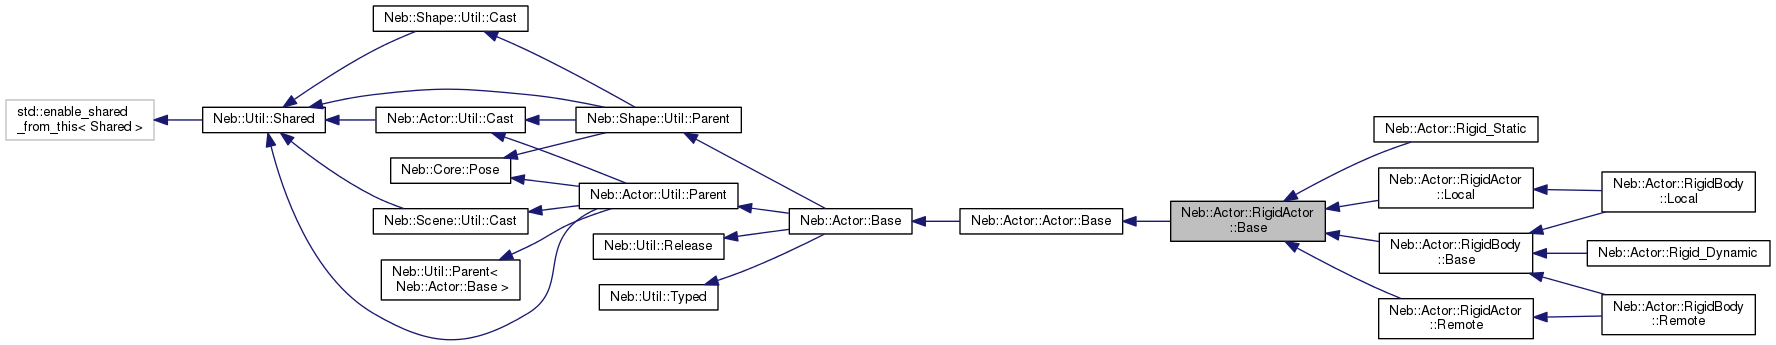 Neb::Shape::Util::Cast
std::enable_shared
_from_this< Shared >
Neb::Util::Shared
Neb::Actor::Util::Cast
Neb::Shape::Util::Parent
Neb::Core::Pose
Neb::Actor::Util::Parent
Neb::Scene::Util::Cast
Neb::Util::Release
Neb::Util::Parent<
Neb::Actor::Base >
Neb::Util::Typed
Neb::Actor::Base
Neb::Actor::Actor::Base
Neb::Actor::RigidActor
::Base
Neb::Actor::Rigid_Static
Neb::Actor::RigidActor
::Local
Neb::Actor::RigidBody
::Base
Neb::Actor::RigidActor
::Remote
Neb::Actor::RigidBody
::Local
Neb::Actor::Rigid_Dynamic
Neb::Actor::RigidBody
::Remote